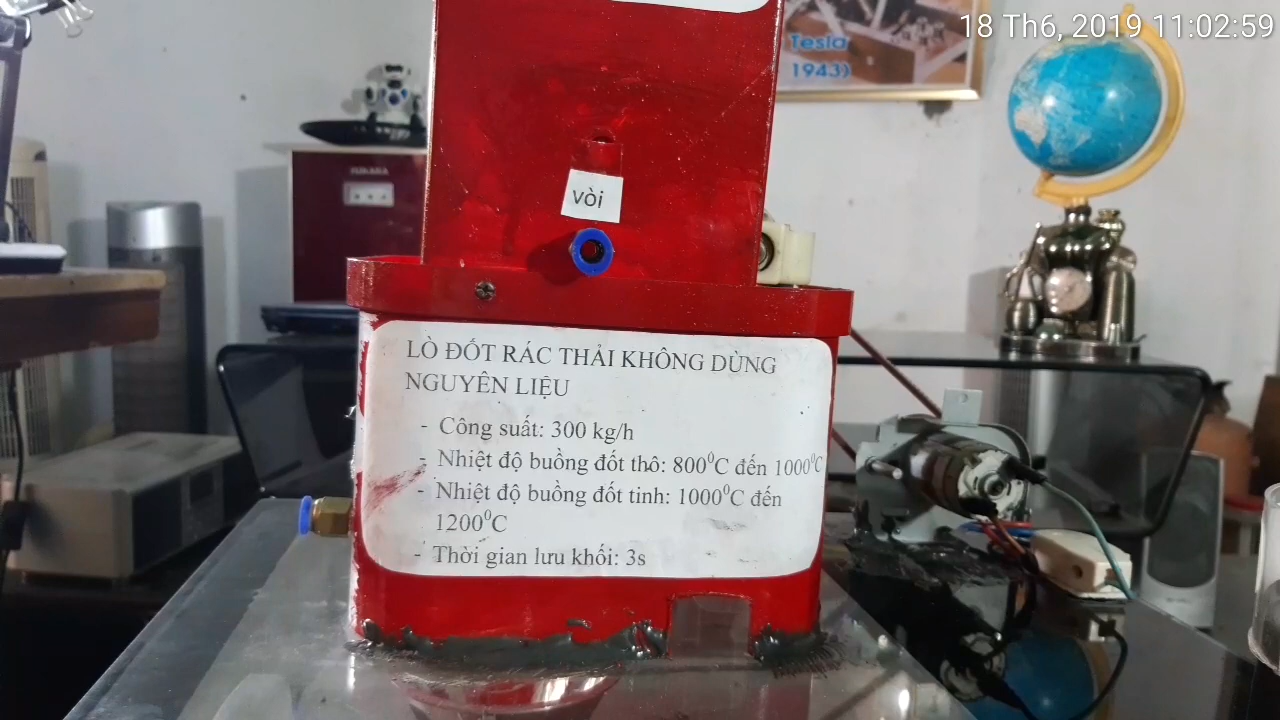 18 Th6, 2019 11:02:59
Tesla
1943)
vòi
LÒ ĐỐT RÁC THẢI KHÔNG DÙNG
NGUYÊN LIỆU
- Công suất: 300 kg/h
- Nhiệt độ buồng đốt thô: 800⁰C đến 1000⁰C
- Nhiệt độ buồng đốt tinh: 1000⁰C đến
1200⁰C
- Thời gian lưu khối: 3s